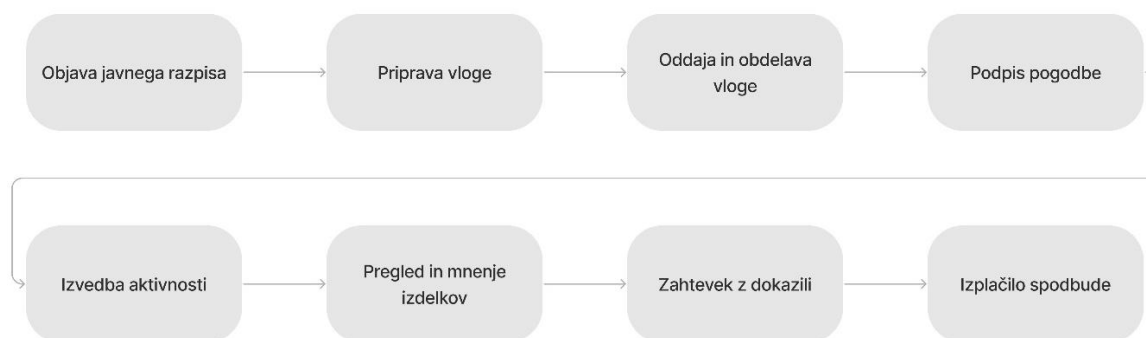 Objava javnega razpisa
Priprava vloge
Oddaja in obdelava
vloge
Podpis pogodbe
Izvedba aktivnosti
Pregled in mnenje
izdelkov
Zahtevek z dokazili
Izplačilo spodbude